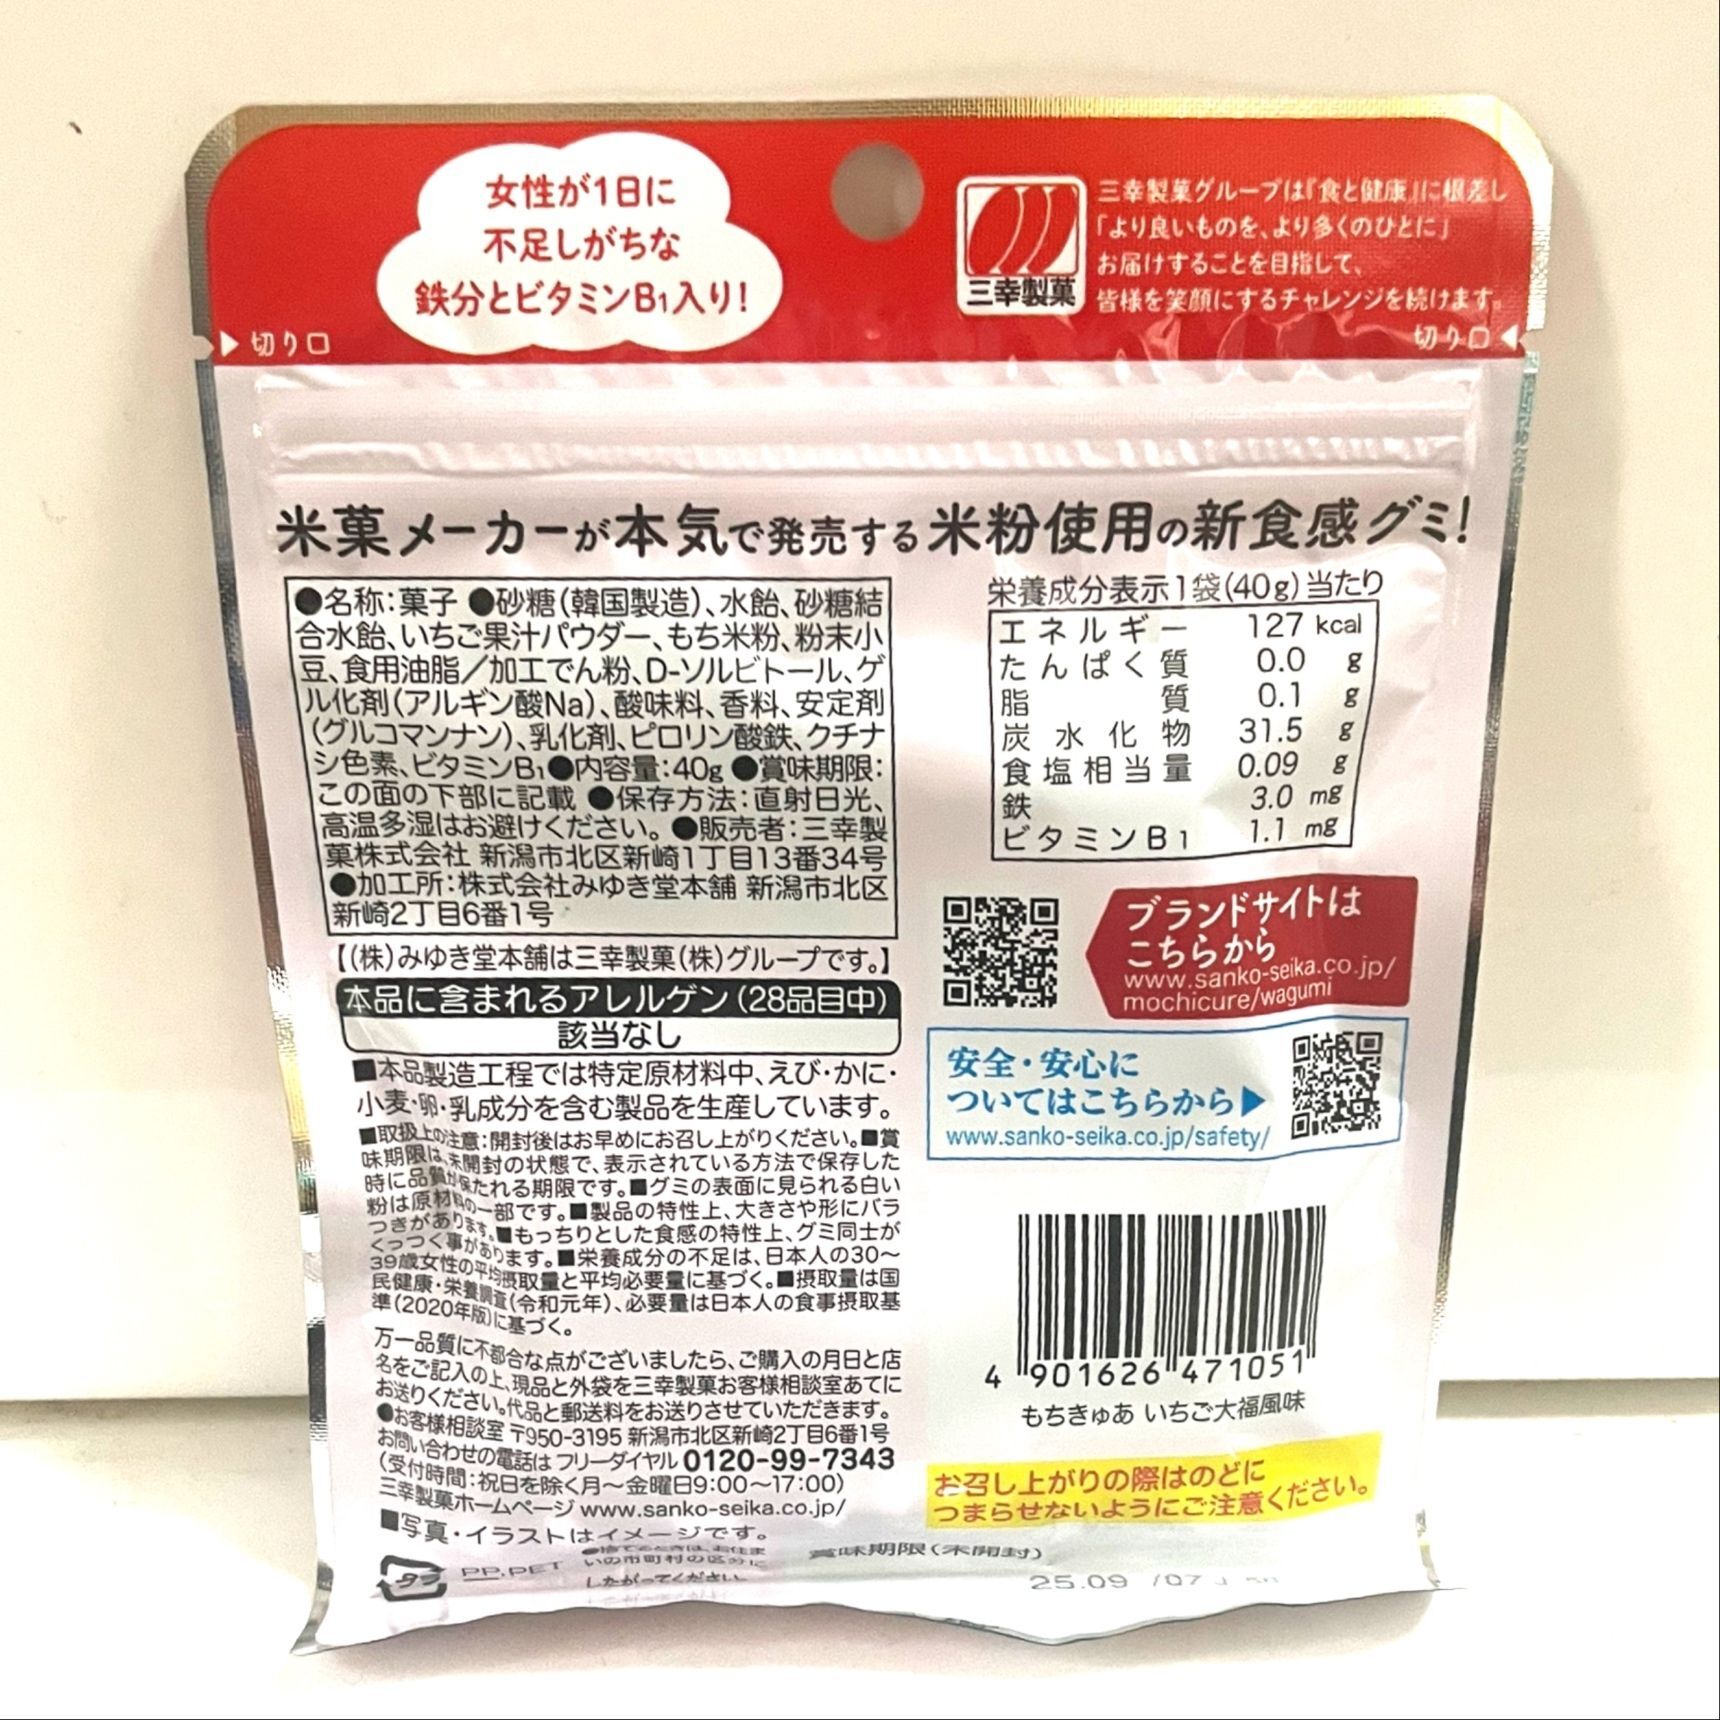 女性が1日に
不足しがちな
鉄分とビタミンB1入り!
三幸製菓
三幸製菓グループは『食と健康』に根差し
「より良いものを、より多くのひとに」
お届けすることを目指して、
皆様を笑顔にするチャレンジを続けます。
▶切り口
切り口◀
米菓メーカーが本気で発売する米粉使用の新食感グミ!
●名称:菓子 ●砂糖(韓国製造)、水飴、砂糖結
合水飴、いちご果汁パウダー、もち米粉、粉末小
豆、食用油脂/加工でん粉、D-ソルビトール、ゲ
ル化剤(アルギン酸Na)、酸味料、香料、安定剤
(グルコマンナン)、乳化剤、ピロリン酸鉄、クチナ
シ色素、ビタミンB1●内容量:40g ●賞味期限:
この面の下部に記載 ●保存方法:直射日光、
高温多湿はお避けください。●販売者:三幸製
菓株式会社 新潟市北区新崎1丁目13番34号
●加工所:株式会社みゆき堂本舗 新潟市北区
新崎2丁目6番1号
【(株)みゆき堂本舗は三幸製菓(株)グループです。】
本品に含まれるアレルゲン(28品目中)
該当なし
■本品製造工程では特定原材料中、えび・かに・
小麦・卵・乳成分を含む製品を生産しています。
■取扱上の注意:開封後はお早めにお召し上がりください。■賞
味期限は、未開封の状態で、表示されている方法で保存した
時に品質が保たれる期限です。■グミの表面に見られる白い
粉は原材料の一部です。■製品の特性上、大きさや形にバラ
つきがあります。■もっちりとした食感の特性上、グミ同士が
くっつく事があります。■栄養成分の不足は、日本人の30～
39歳女性の平均摂取量と平均必要量に基づく。■摂取量は国
民健康・栄養調査(令和元年)、必要量は日本人の食事摂取基
準(2020年版)に基づく。
万一品質に不都合な点がございましたら、ご購入の月日と店
名をご記入の上、現品と外袋を三幸製菓お客様相談室あてに
お送りください。代品と郵送料をお送りさせていただきます。
●お客様相談室 〒950-3195 新潟市北区新崎2丁目6番1号
お問い合わせの電話は フリーダイヤル 0120-99-7343
(受付時間:祝日を除く月～金曜日9:00～17:00)
三幸製菓ホームページ www.sanko-seika.co.jp/
■写真・イラストはイメージです。
プラ
PP,PET
●捨てるときは、お住ま
いの市町村の区分に
したがってください。
栄養成分表示1袋(40g)当たり
エネルギー 127 kcal
たんぱく質 0.0 g
脂質 0.1 g
炭水化物 31.5 g
食塩相当量 0.09 g
鉄 3.0 mg
ビタミンB1 1.1 mg
ブランドサイトは
こちらから
www.sanko-seika.co.jp/
mochicure/wagumi
安全・安心に
ついてはこちらから▶
www.sanko-seika.co.jp/safety/
4 901626 471051
もちきゅあ いちご大福風味
お召し上がりの際はのどに
つまらせないようにご注意ください。
賞味期限(未開封)
25.09 /07